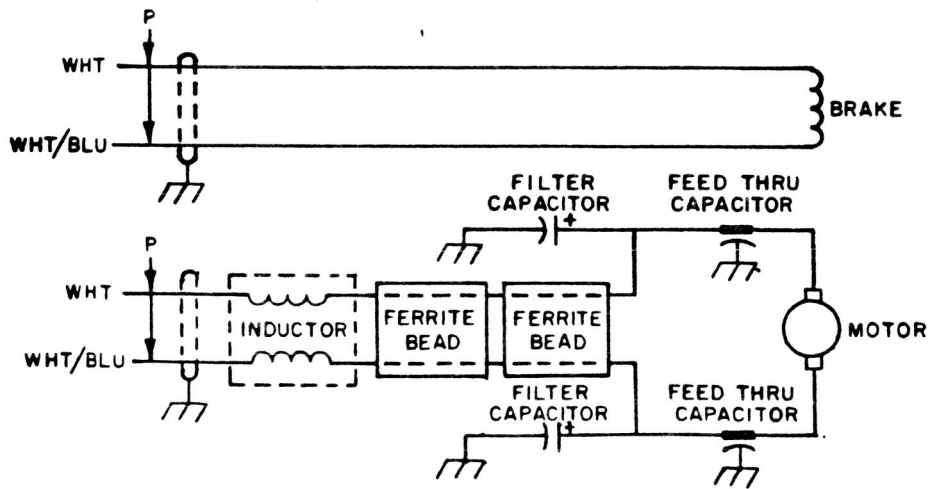 P
WHT
WHT/BLU
BRAKE
FILTER
CAPACITOR
+
FEED THRU
CAPACITOR
P
WHT
WHT/BLU
INDUCTOR
FERRITE
BEAD
FERRITE
BEAD
MOTOR
FILTER
CAPACITOR
+
FEED THRU
CAPACITOR